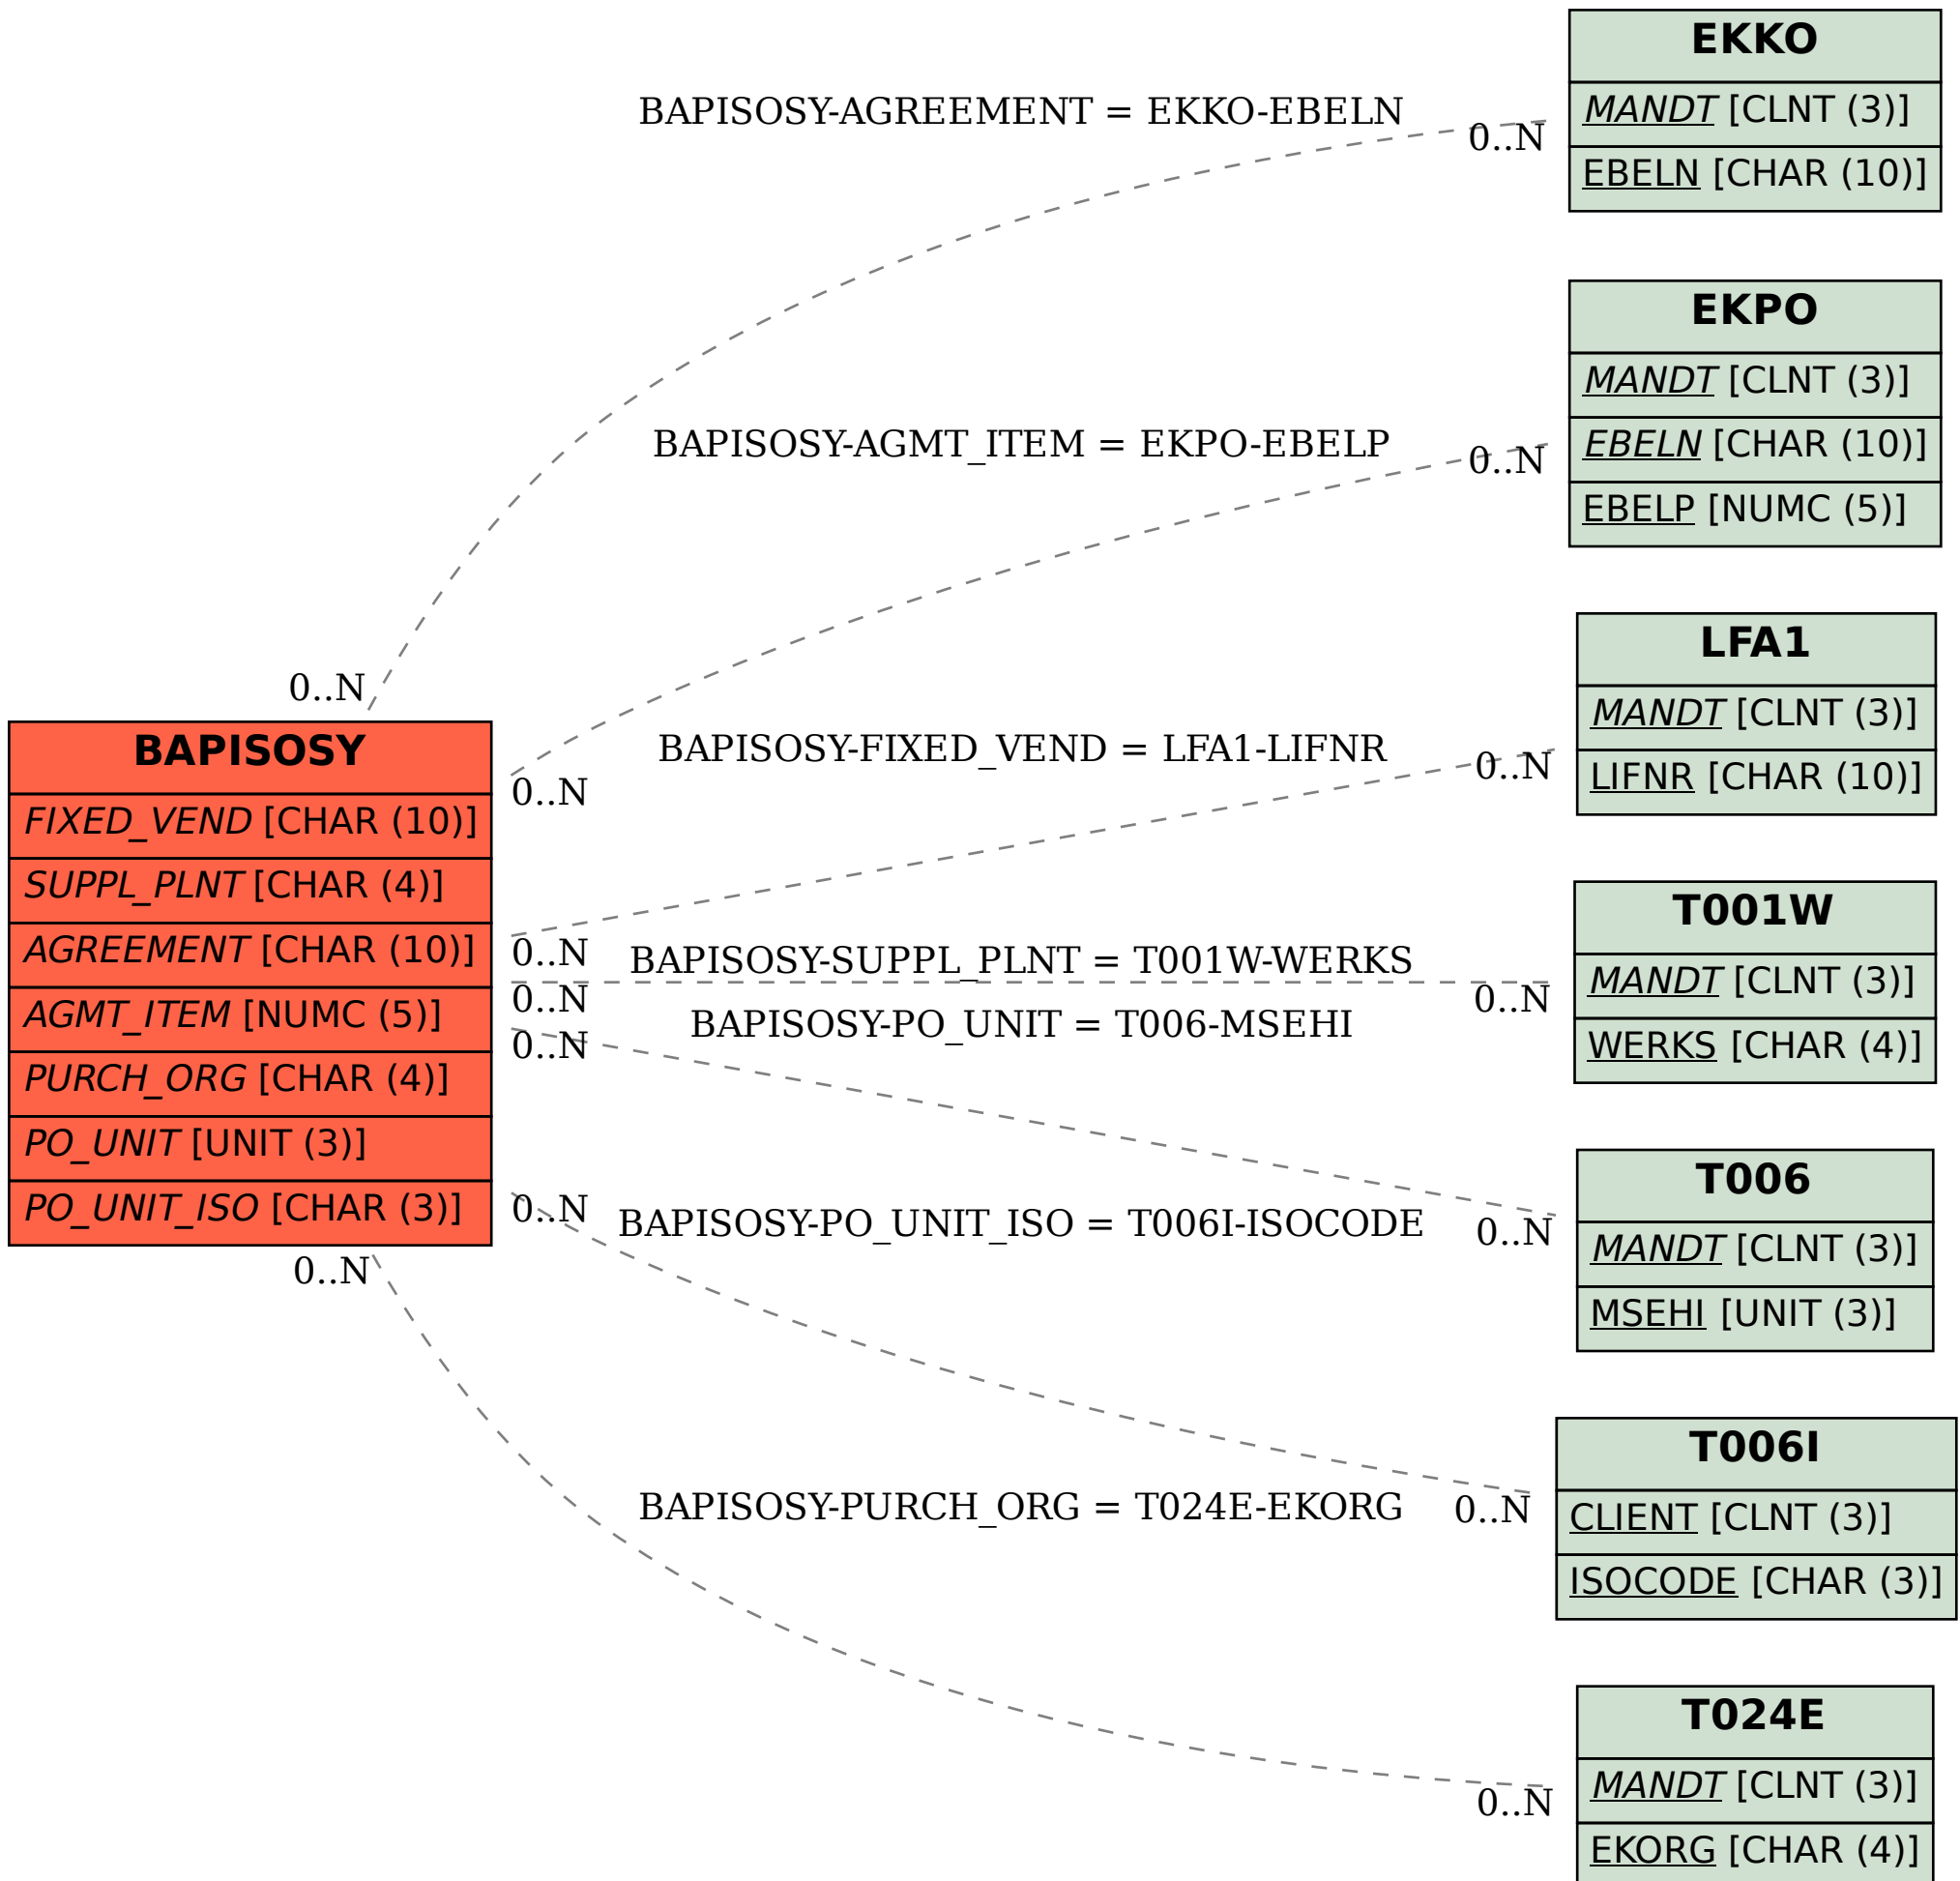 EKKO
MANDT [CLNT (3)]
EBELN [CHAR (10)]
BAPISOSY-AGREEMENT = EKKO-EBELN
0..N
0..N
EKPO
MANDT [CLNT (3)]
EBELN [CHAR (10)]
EBELP [NUMC (5)]
BAPISOSY-AGMT_ITEM = EKPO-EBELP
0..N
0..N
LFA1
MANDT [CLNT (3)]
LIFNR [CHAR (10)]
BAPISOSY-FIXED_VEND = LFA1-LIFNR
0..N
0..N
BAPISOSY
FIXED_VEND [CHAR (10)]
SUPPL_PLNT [CHAR (4)]
AGREEMENT [CHAR (10)]
AGMT_ITEM [NUMC (5)]
PURCH_ORG [CHAR (4)]
PO_UNIT [UNIT (3)]
PO_UNIT_ISO [CHAR (3)]
T001W
MANDT [CLNT (3)]
WERKS [CHAR (4)]
BAPISOSY-SUPPL_PLNT = T001W-WERKS
0..N
0..N
BAPISOSY-PO_UNIT = T006-MSEHI
0..N
0..N
T006
MANDT [CLNT (3)]
MSEHI [UNIT (3)]
BAPISOSY-PO_UNIT_ISO = T006I-ISOCODE
0..N
0..N
T006I
CLIENT [CLNT (3)]
ISOCODE [CHAR (3)]
BAPISOSY-PURCH_ORG = T024E-EKORG
0..N
0..N
T024E
MANDT [CLNT (3)]
EKORG [CHAR (4)]